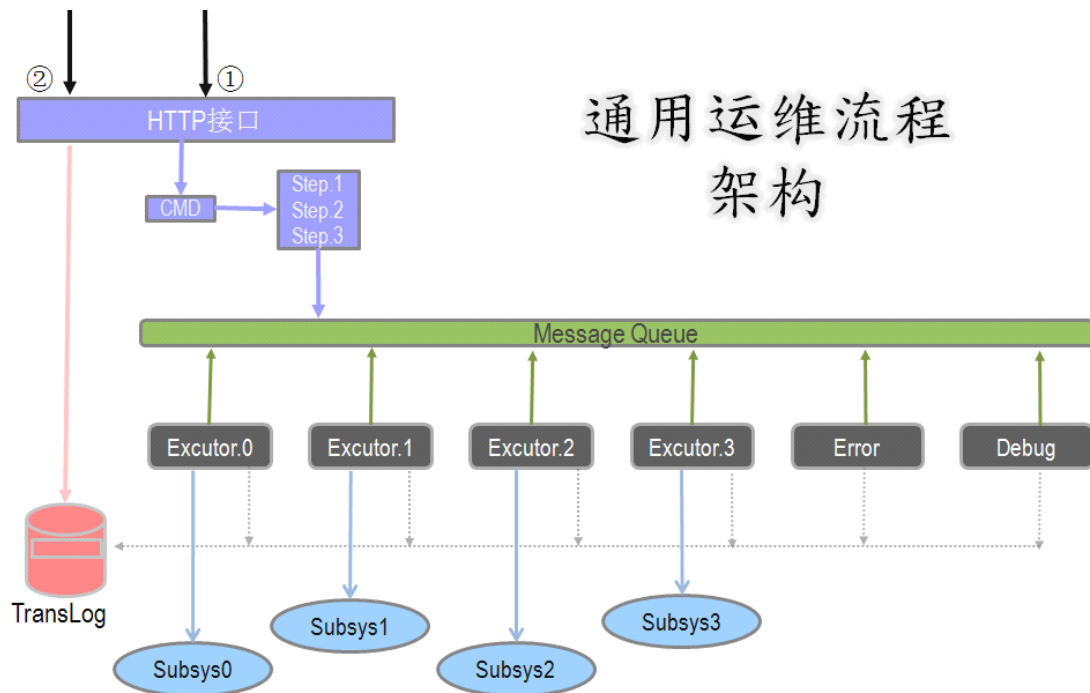 ② ①
HTTP接口
通用运维流程
架构
CMD
Step.1
Step.2
Step.3
Message Queue
Excutor.0 Excutor.1 Excutor.2 Excutor.3 Error Debug
TransLog
Subsys0
Subsys1
Subsys2
Subsys3